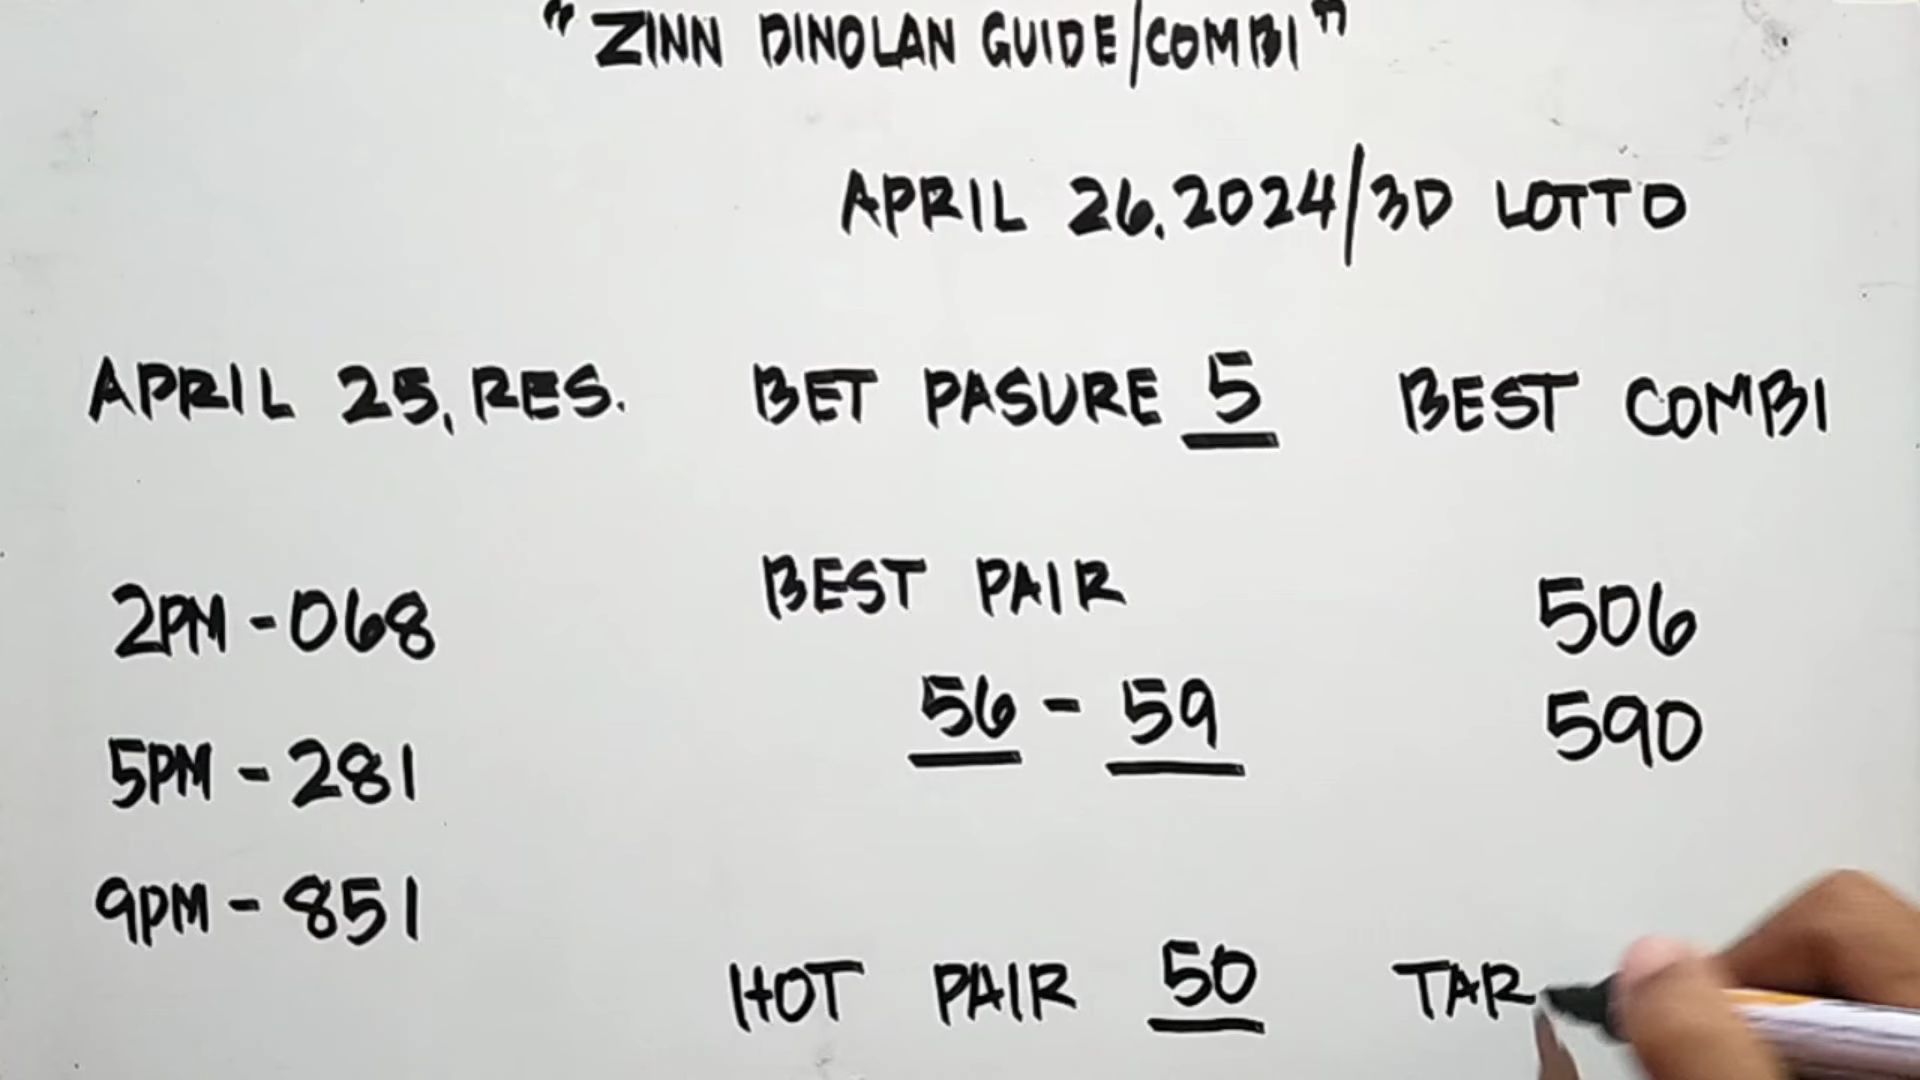 "ZINN DINOLAN GUIDE/COMBI"
APRIL 26.2024/3D LOTTO
APRIL 25, RES.
2PM - 068
5PM - 281
9PM - 851
BET PASURE 5
BEST PAIR
56 - 59
HOT PAIR 50
BEST COMBI
506
590
TAR